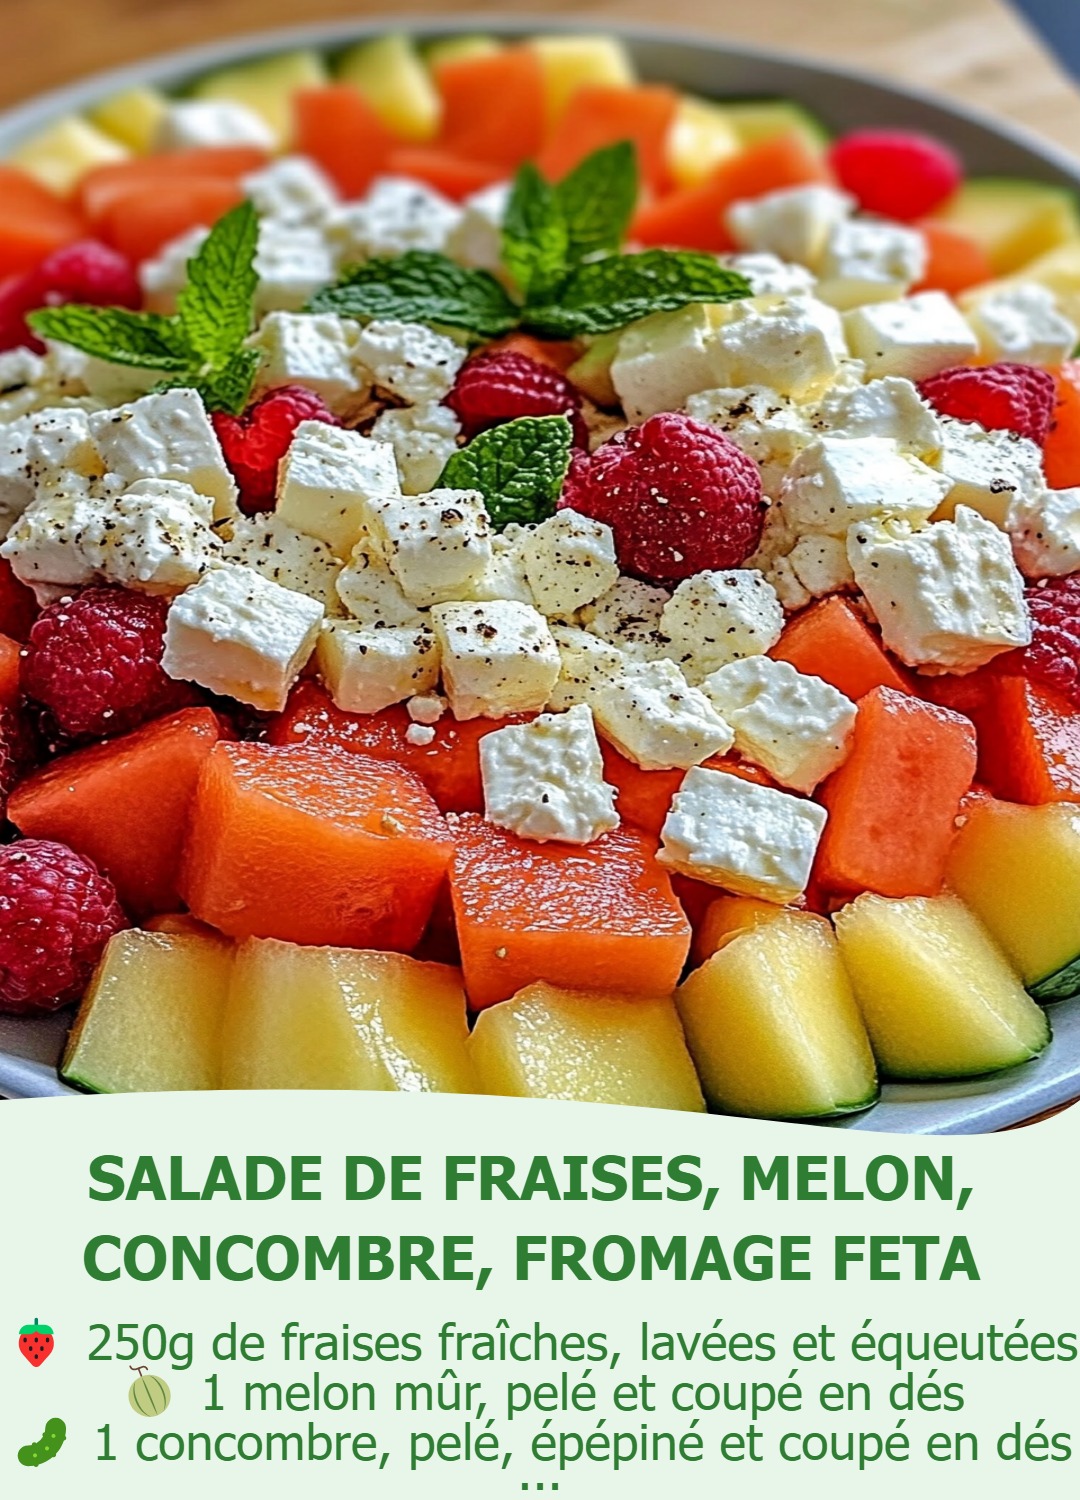 SALADE DE FRAISES, MELON,
CONCOMBRE, FROMAGE FETA
250g de fraises fraîches, lavées et équeutées
1 melon mûr, pelé et coupé en dés
1 concombre, pelé, épépiné et coupé en dés
...